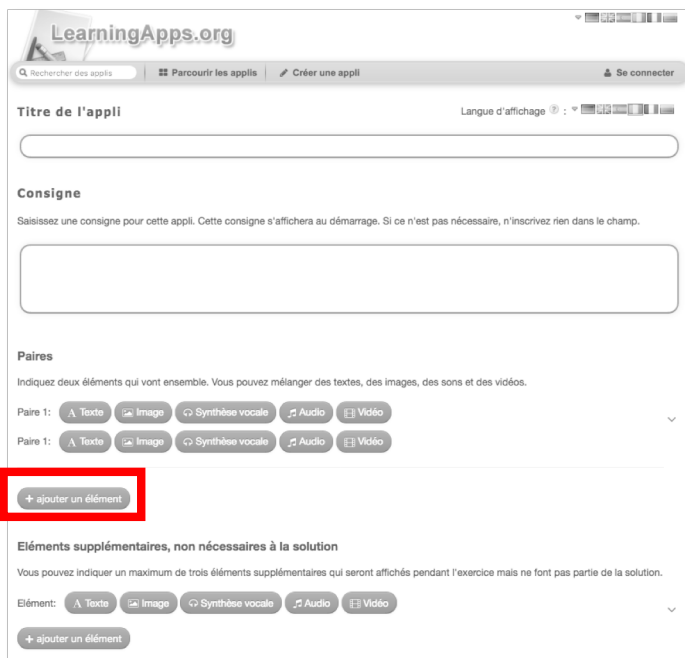 LearningApps.org
Rechercher des applis Parcourir les applis Créer une appli Se connecter
Titre de l'appli Langue d'affichage ? :
Consigne
Saisissez une consigne pour cette appli. Cette consigne s'affichera au démarrage. Si ce n'est pas nécessaire, n'inscrivez rien dans le champ.
Paires
Indiquez deux éléments qui vont ensemble. Vous pouvez mélanger des textes, des images, des sons et des vidéos.
Paire 1: A Texte Image Synthèse vocale Audio Vidéo
Paire 1: A Texte Image Synthèse vocale Audio Vidéo
+ ajouter un élément
Eléments supplémentaires, non nécessaires à la solution
Vous pouvez indiquer un maximum de trois éléments supplémentaires qui seront affichés pendant l'exercice mais ne font pas partie de la solution.
Elément: A Texte Image Synthèse vocale Audio Vidéo
+ ajouter un élément